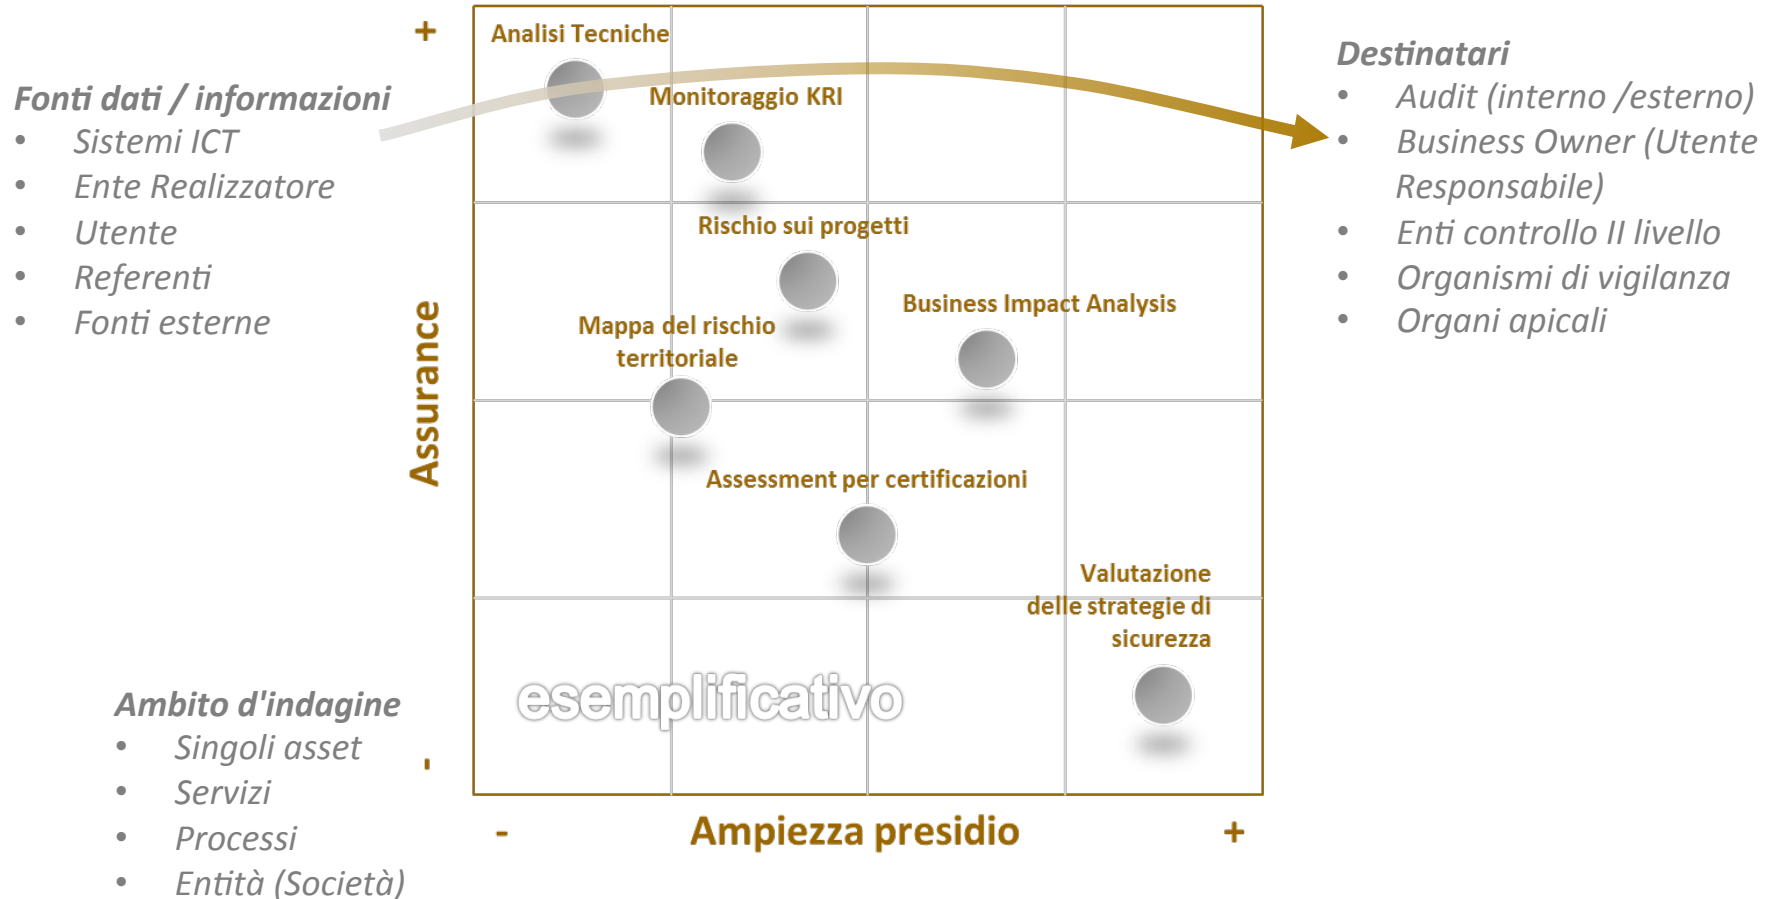 Fonti dati / informazioni
• Sistemi ICT
• Ente Realizzatore
• Utente
• Referenti
• Fonti esterne
Ambito d'indagine
• Singoli asset
• Servizi
• Processi
• Entità (Società)
+
Assurance
-
Analisi Tecniche
Monitoraggio KRI
Rischio sui progetti
Business Impact Analysis
Mappa del rischio
territoriale
Assessment per certificazioni
Valutazione
delle strategie di
sicurezza
esemplificativo
-
Ampiezza presidio
+
Destinatari
• Audit (interno /esterno)
• Business Owner (Utente
Responsabile)
• Enti controllo II livello
• Organismi di vigilanza
• Organi apicali